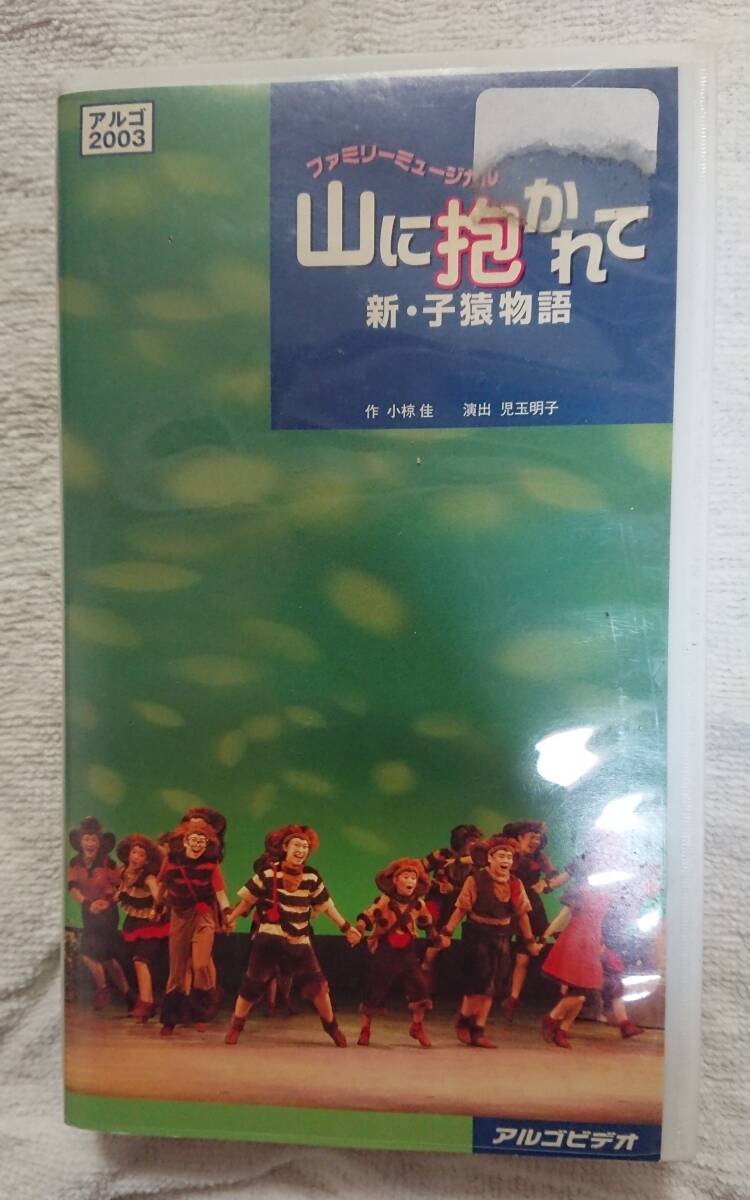 アルゴ
2003
ファミリーミュージカル
山に抱かれて
新・子猿物語
作 小椋佳 演出 児玉明子
アルゴビデオ